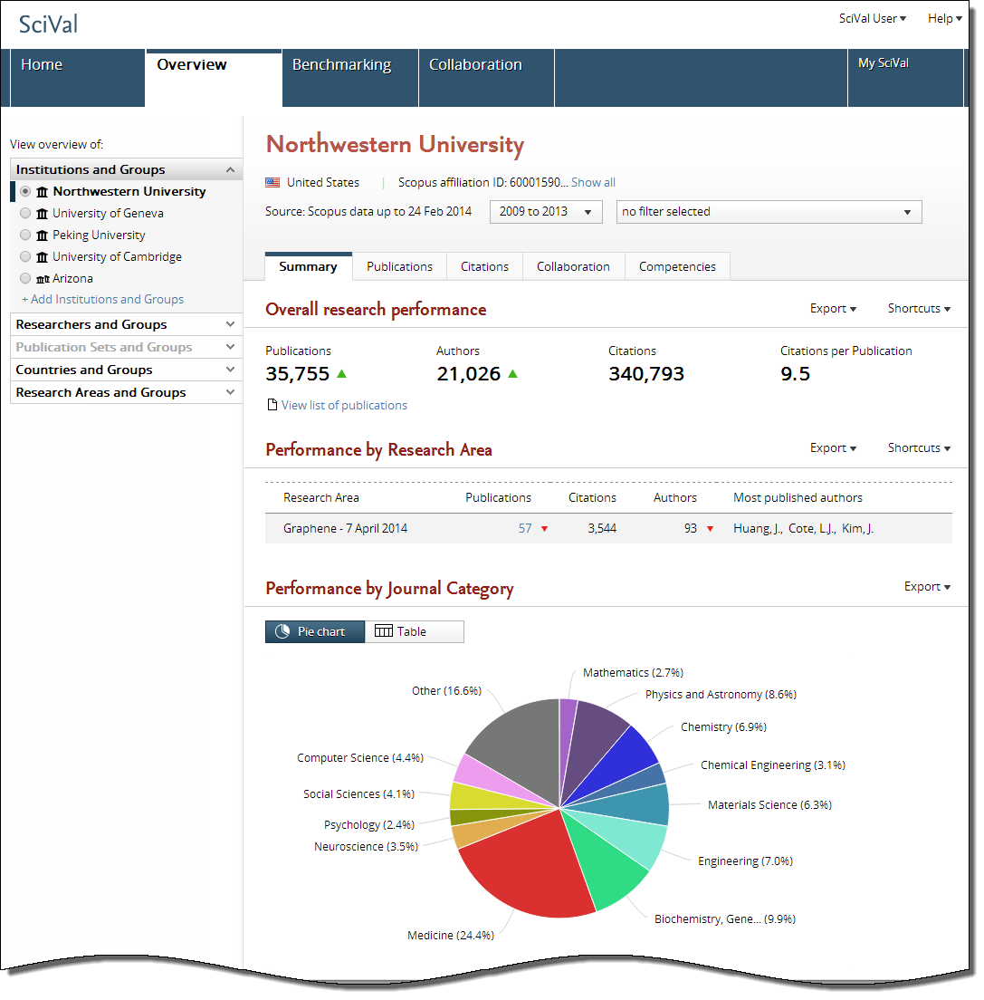 SciVal
SciVal User Help
Home Overview Benchmarking Collaboration My SciVal
View overview of:
Institutions and Groups
Northwestern University
University of Geneva
Peking University
University of Cambridge
Arizona
+ Add Institutions and Groups
Researchers and Groups
Publication Sets and Groups
Countries and Groups
Research Areas and Groups
Northwestern University
United States | Scopus affiliation ID: 60001590... Show all
Source: Scopus data up to 24 Feb 2014 2009 to 2013 no filter selected
Summary Publications Citations Collaboration Competencies
Overall research performance Export Shortcuts
Publications Authors Citations Citations per Publication
35,755 21,026 340,793 9.5
View list of publications
Performance by Research Area Export Shortcuts
Research Area Publications Citations Authors Most published authors
Graphene - 7 April 2014 57 3,544 93 Huang, J., Cote, L.J., Kim, J.
Performance by Journal Category Export
Pie chart Table
Mathematics (2.7%)
Other (16.6%)
Physics and Astronomy (8.6%)
Chemistry (6.9%)
Computer Science (4.4%)
Chemical Engineering (3.1%)
Social Sciences (4.1%)
Materials Science (6.3%)
Psychology (2.4%)
Neuroscience (3.5%)
Engineering (7.0%)
Biochemistry, Gene... (9.9%)
Medicine (24.4%)